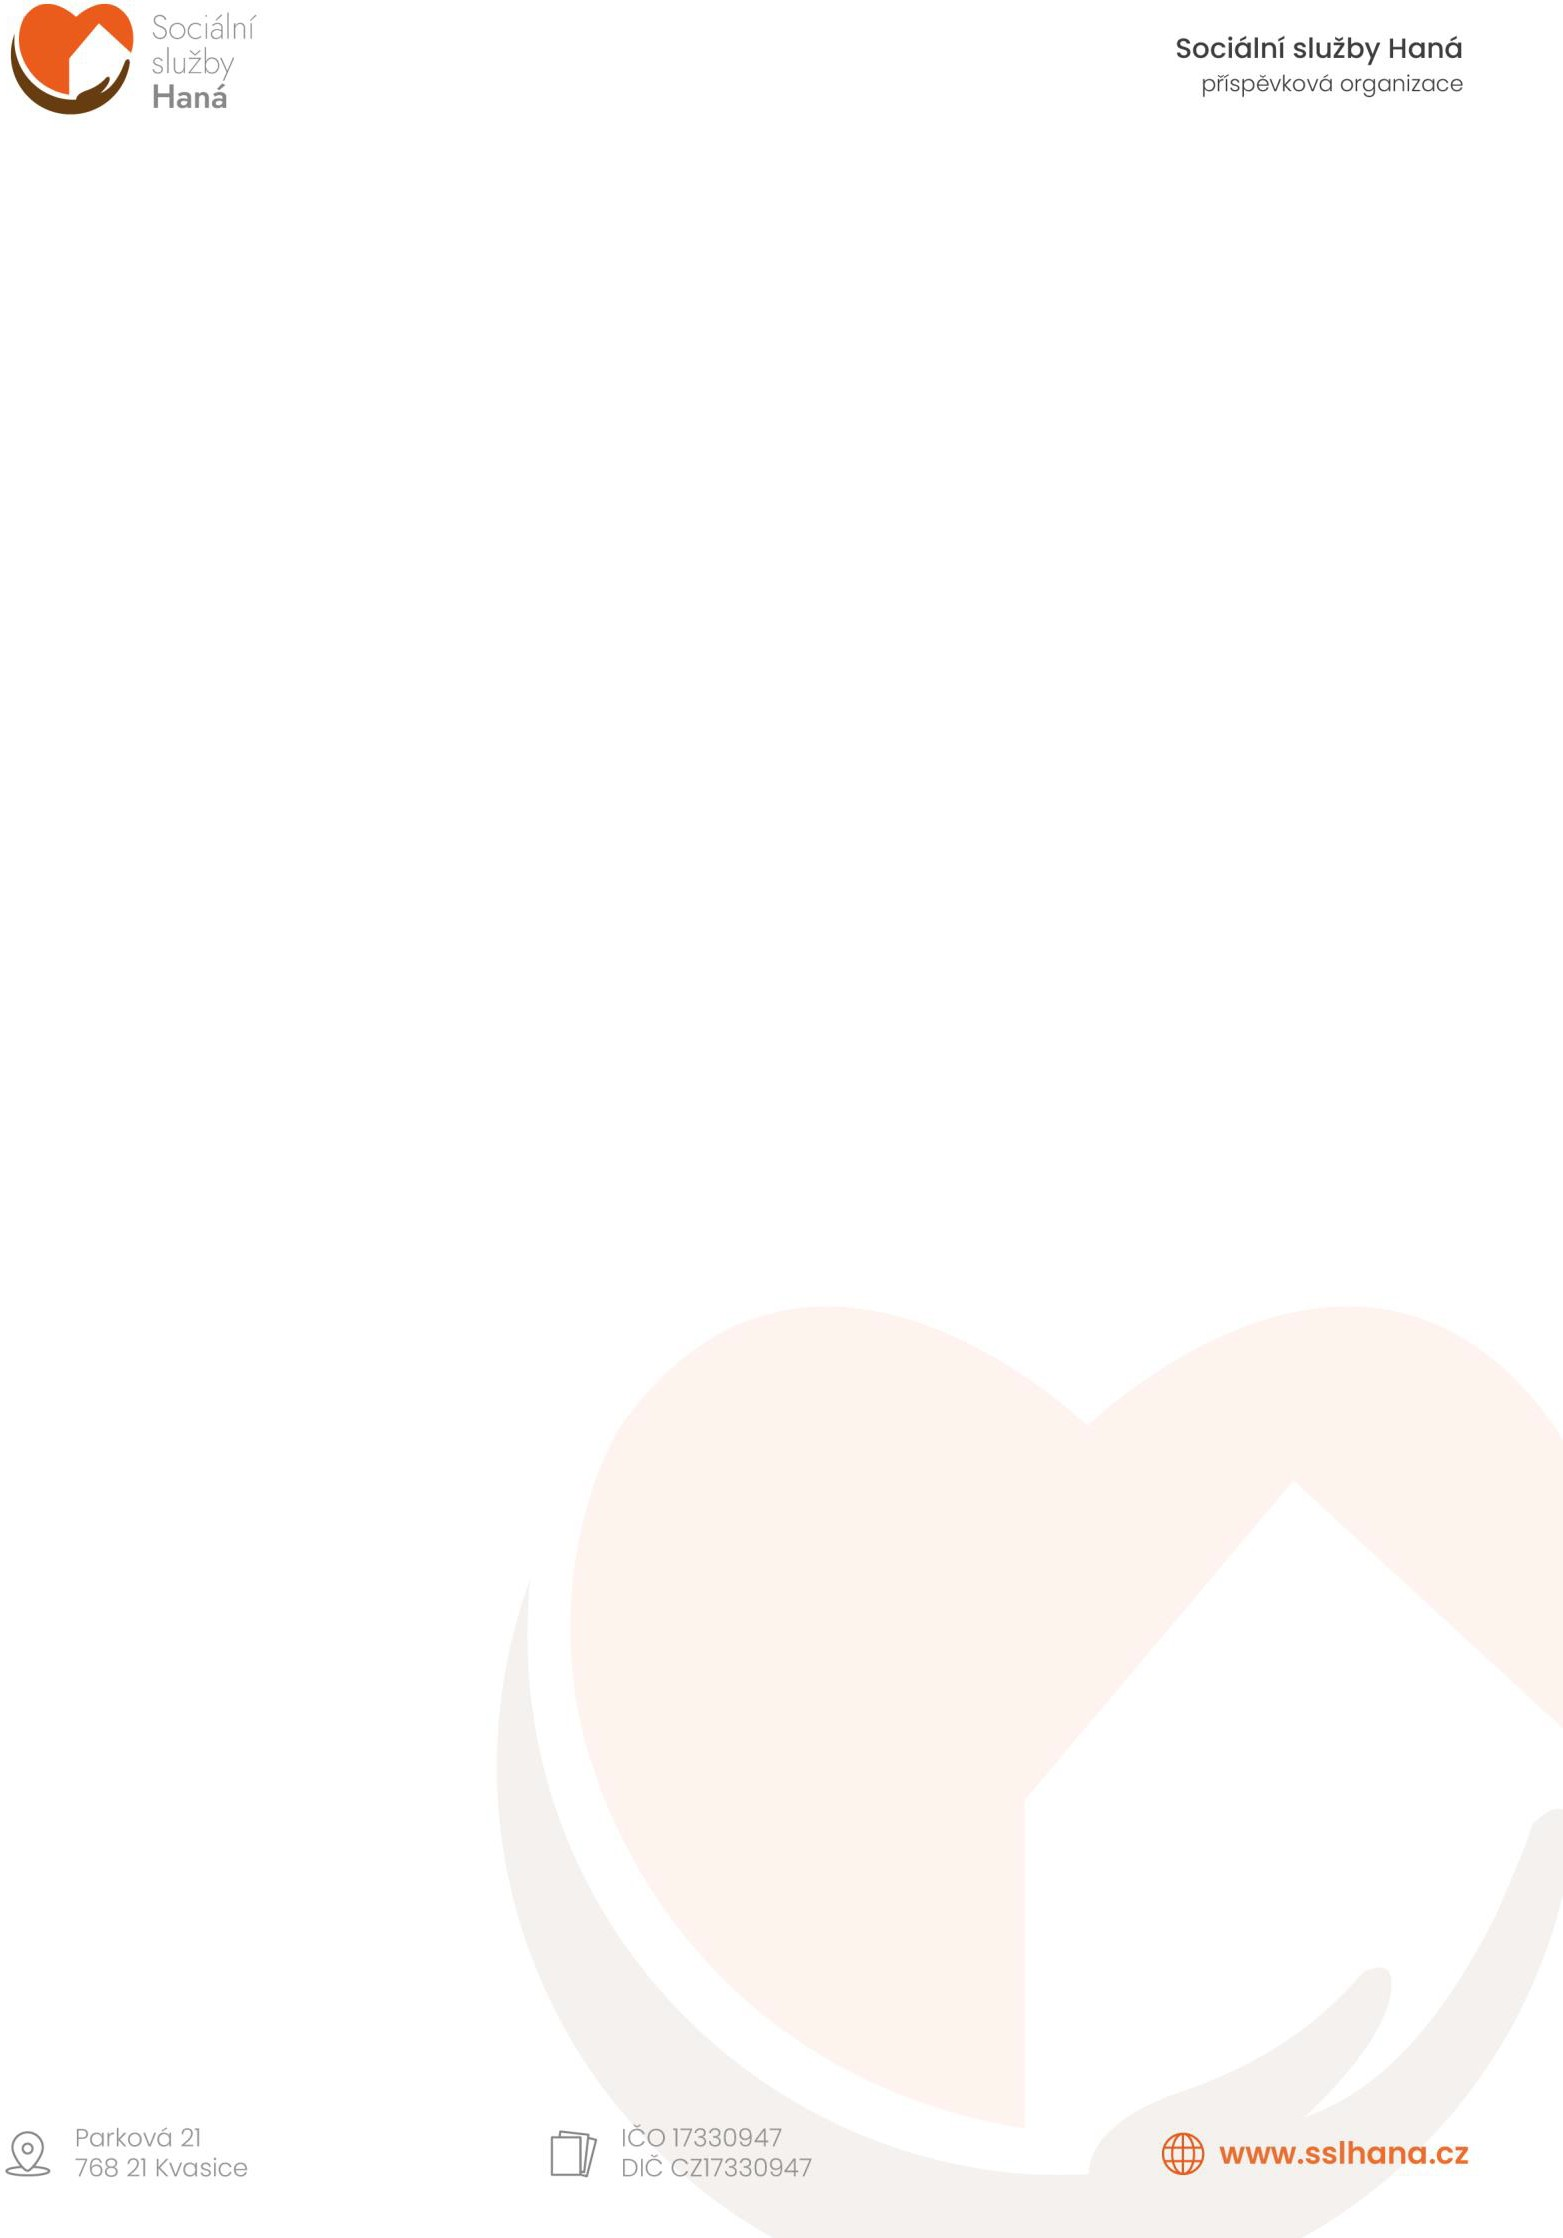 Sociální
služby
Haná
Sociální služby Haná
příspěvková organizace
Parková 21
768 21 Kvasice
IČO 17330947
DIČ CZ17330947
www.sslhana.cz